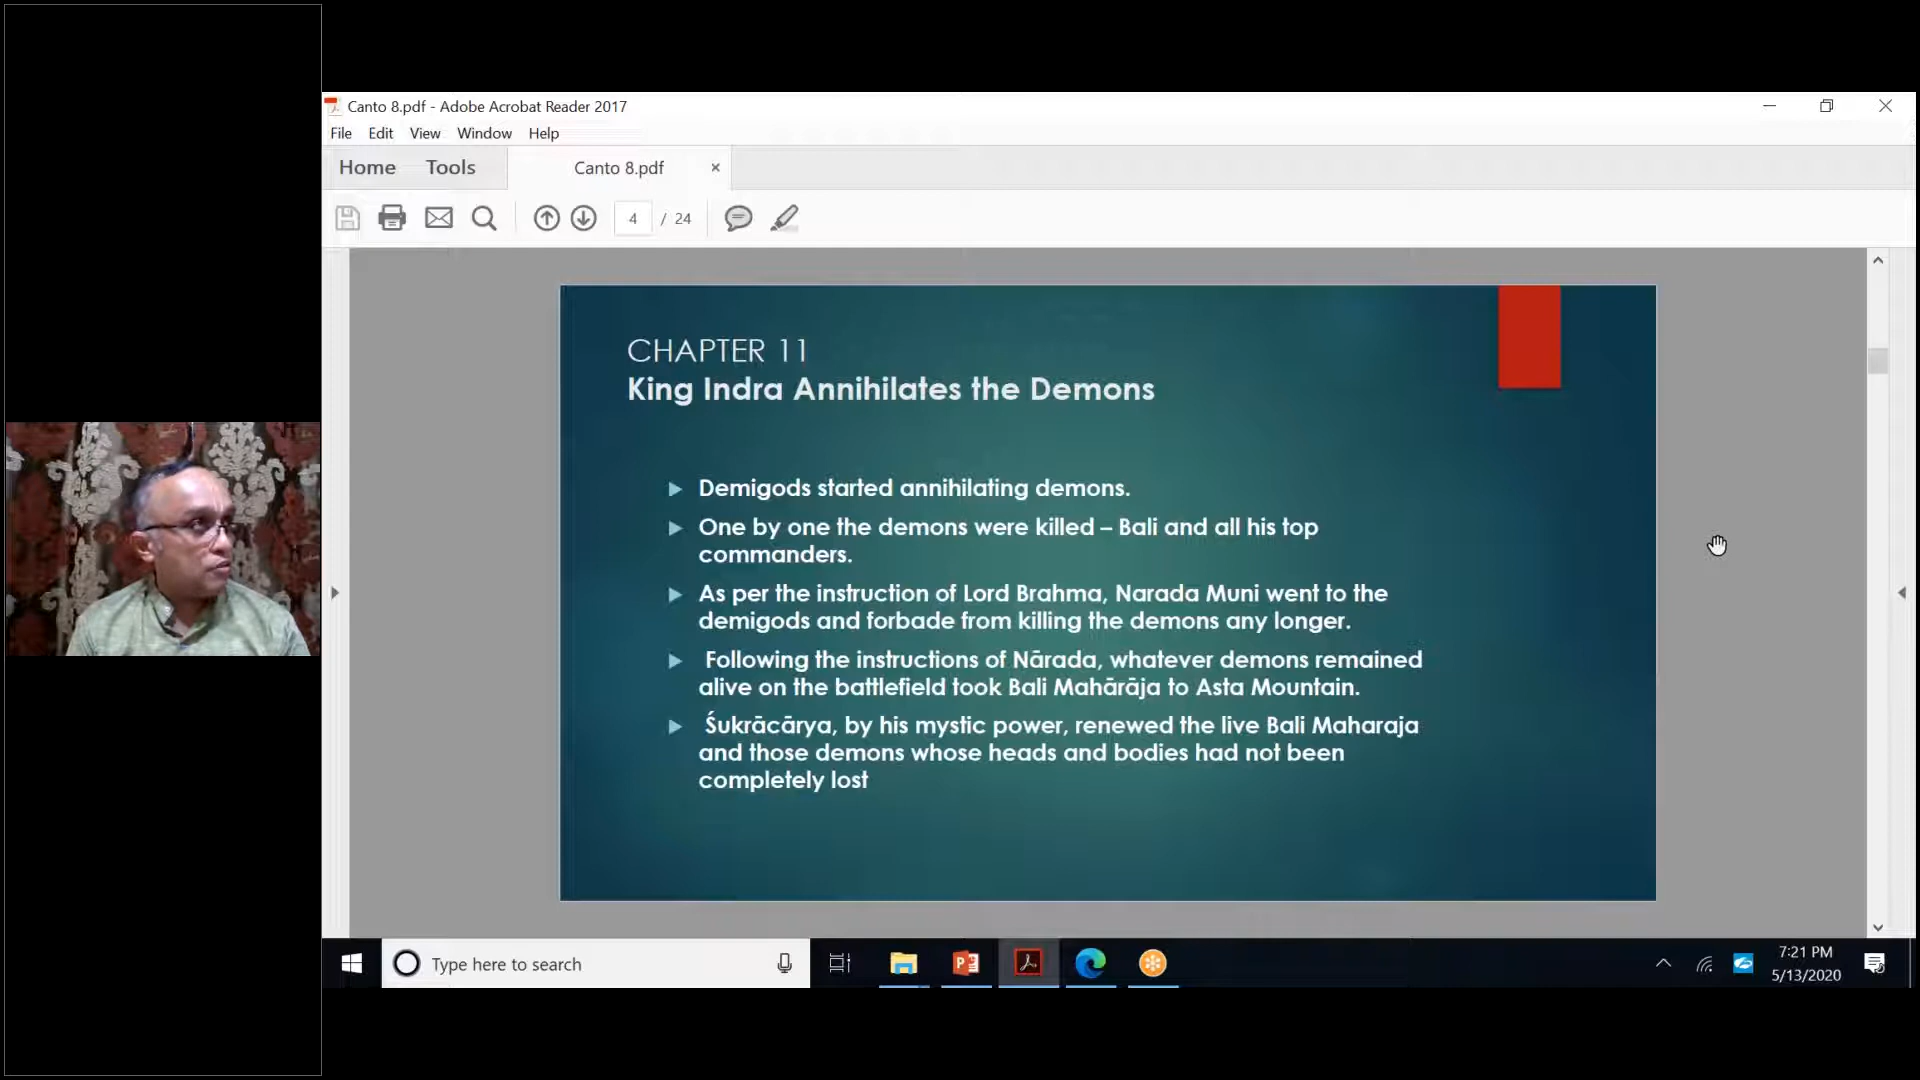 Canto 8.pdf - Adobe Acrobat Reader 2017
File Edit View Window Help
Home Tools Canto 8.pdf
4 / 24
CHAPTER 11
King Indra Annihilates the Demons
Demigods started annihilating demons.
One by one the demons were killed – Bali and all his top
commanders.
As per the instruction of Lord Brahma, Narada Muni went to the
demigods and forbade from killing the demons any longer.
Following the instructions of Nārada, whatever demons remained
alive on the battlefield took Bali Mahārāja to Asta Mountain.
Śukrācārya, by his mystic power, renewed the live Bali Maharaja
and those demons whose heads and bodies had not been
completely lost
Type here to search
7:21 PM
5/13/2020